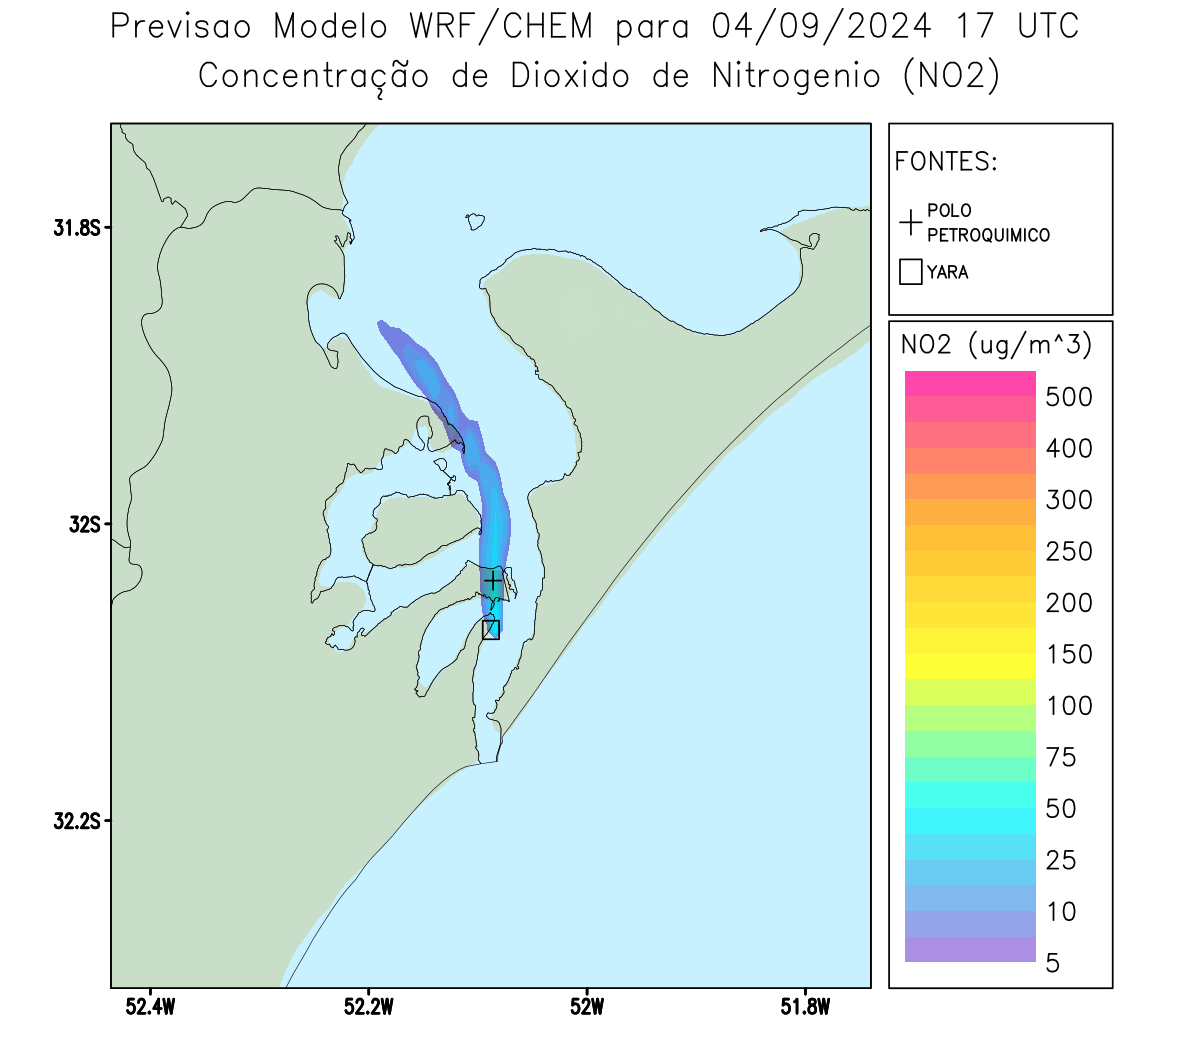 Previsao Modelo WRF/CHEM para 04/09/2024 17 UTC
Concentração de Dioxido de Nitrogenio (NO2)
FONTES:
POLO
PETROQUIMICO
YARA
31.8S
32S
32.2S
52.4W
52.2W
52W
51.8W
NO2 (ug/m^3)
500
400
300
250
200
150
100
75
50
25
10
5